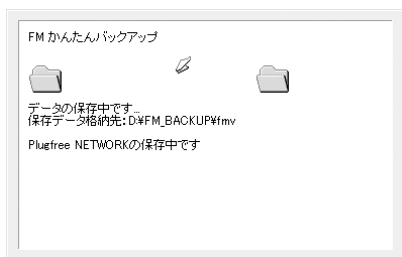 FMかんたんバックアップ
データの保存中です...
保存データ格納先：D:¥FM_BACKUP¥fmv
Plugfree NETWORKの保存中です